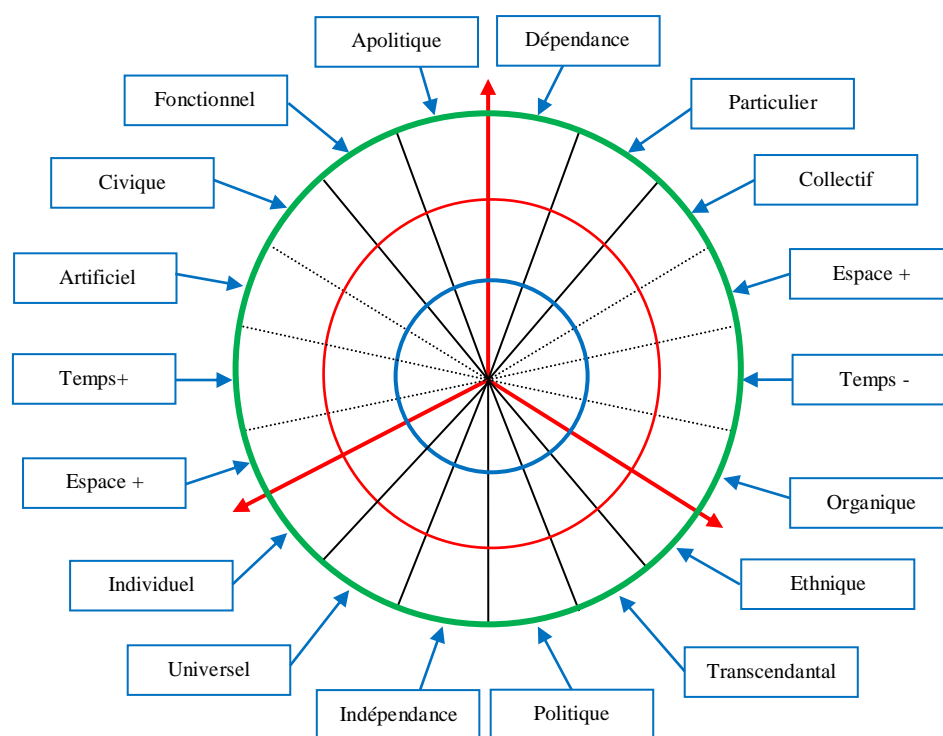 Apolitique
Dépendance
Fonctionnel
Particulier
Civique
Collectif
Artificiel
Espace +
Temps+
Temps -
Espace +
Organique
Individuel
Ethnique
Universel
Transcendantal
Indépendance
Politique